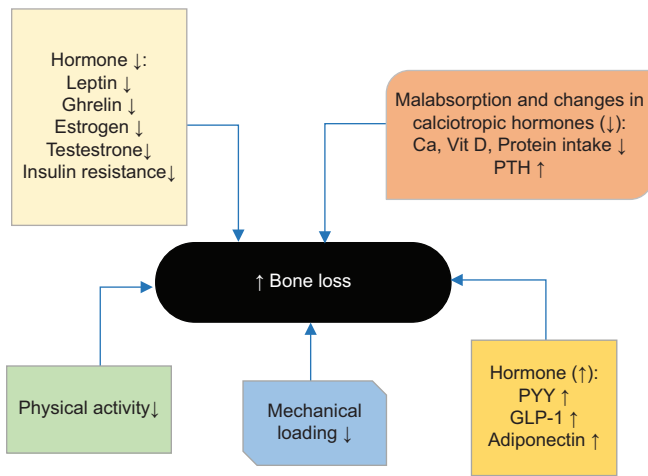 Hormone ↓:
Leptin ↓
Ghrelin ↓
Estrogen ↓
Testestrone↓
Insulin resistance↓
Malabsorption and changes in
calciotropic hormones (↓):
Ca, Vit D, Protein intake ↓
PTH ↑
↑ Bone loss
Physical activity↓
Mechanical
loading ↓
Hormone (↑):
PYY ↑
GLP-1 ↑
Adiponectin ↑